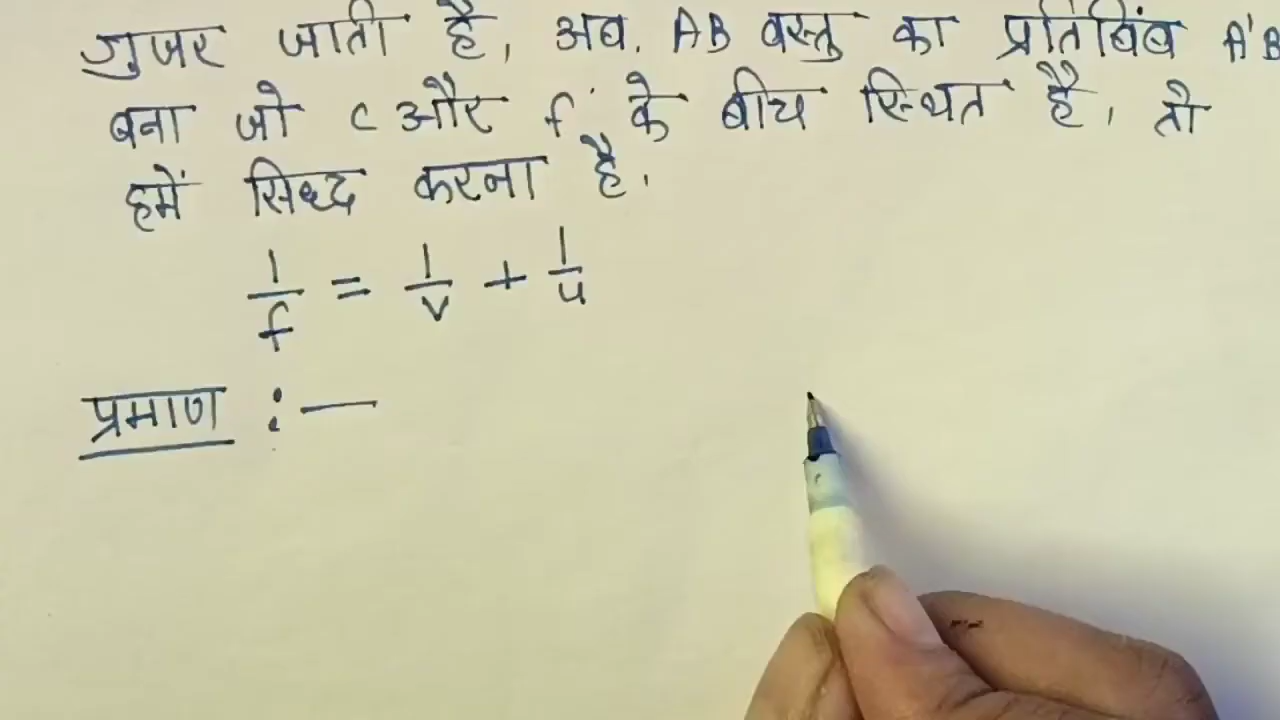 गुजर जाती है, अब, AB वस्तु का प्रतिबिंब A'B
बना जो c और f के बीच स्थित है, तो
हमें सिध्द करना है,
1/f = 1/v + 1/u
प्रमाण :—